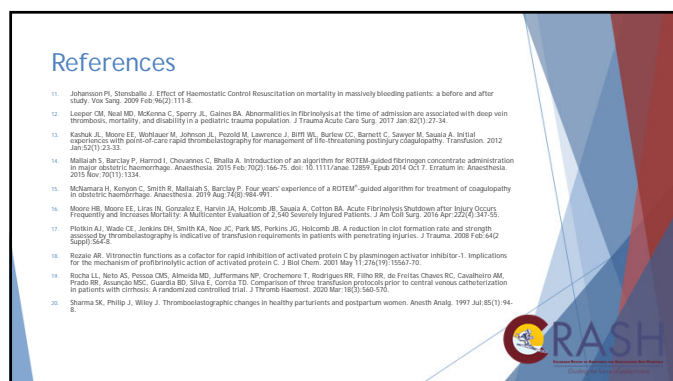 References
11. Johansson PI, Stensballe J. Effect of Haemostatic Control Resuscitation on mortality in massively bleeding patients: a before and after
study. Vox Sang. 2009 Feb;96(2):111-8.
12. Leeper CM, Neal MD, McKenna C, Sperry JL, Gaines BA. Abnormalities in fibrinolysis at the time of admission are associated with deep vein
thrombosis, mortality, and disability in a pediatric trauma population. J Trauma Acute Care Surg. 2017 Jan;82(1):27-34.
13. Kashuk JL, Moore EE, Wohlauer M, Johnson JL, Pezold M, Lawrence J, Biffl WL, Burlew CC, Barnett C, Sawyer M, Sauaia A. Initial
experiences with point-of-care rapid thrombelastography for management of life-threatening postinjury coagulopathy. Transfusion. 2012
Jan;52(1):23-33.
14. Mallaiah S, Barclay P, Harrod I, Chevannes C, Bhalla A. Introduction of an algorithm for ROTEM-guided fibrinogen concentrate administration
in major obstetric haemorrhage. Anaesthesia. 2015 Feb;70(2):166-75. doi: 10.1111/anae.12859. Epub 2014 Oct 7. Erratum in: Anaesthesia.
2015 Nov;70(11):1334.
15. McNamara H, Kenyon C, Smith R, Mallaiah S, Barclay P. Four years' experience of a ROTEM®-guided algorithm for treatment of coagulopathy
in obstetric haemorrhage. Anaesthesia. 2019 Aug;74(8):984-991.
16. Moore HB, Moore EE, Liras IN, Gonzalez E, Harvin JA, Holcomb JB, Sauaia A, Cotton BA. Acute Fibrinolysis Shutdown after Injury Occurs
Frequently and Increases Mortality: A Multicenter Evaluation of 2,540 Severely Injured Patients. J Am Coll Surg. 2016 Apr;222(4):347-55.
17. Plotkin AJ, Wade CE, Jenkins DH, Smith KA, Noe JC, Park MS, Perkins JG, Holcomb JB. A reduction in clot formation rate and strength
assessed by thrombelastography is indicative of transfusion requirements in patients with penetrating injuries. J Trauma. 2008 Feb;64(2
Suppl):S64-8.
18. Rezaie AR. Vitronectin functions as a cofactor for rapid inhibition of activated protein C by plasminogen activator inhibitor-1. Implications
for the mechanism of profibrinolytic action of activated protein C. J Biol Chem. 2001 May 11;276(19):15567-70.
19. Rocha LL, Neto AS, Pessoa CMS, Almeida MD, Juffermans NP, Crochemore T, Rodrigues RR, Filho RR, de Freitas Chaves RC, Cavalheiro AM,
Prado RR, Assunção MSC, Guardia BD, Silva E, Corrêa TD. Comparison of three transfusion protocols prior to central venous catheterization
in patients with cirrhosis: A randomized controlled trial. J Thromb Haemost. 2020 Mar;18(3):560-570.
20. Sharma SK, Philip J, Wiley J. Thromboelastographic changes in healthy parturients and postpartum women. Anesth Analg. 1997 Jul;85(1):94-
8.
CRASH